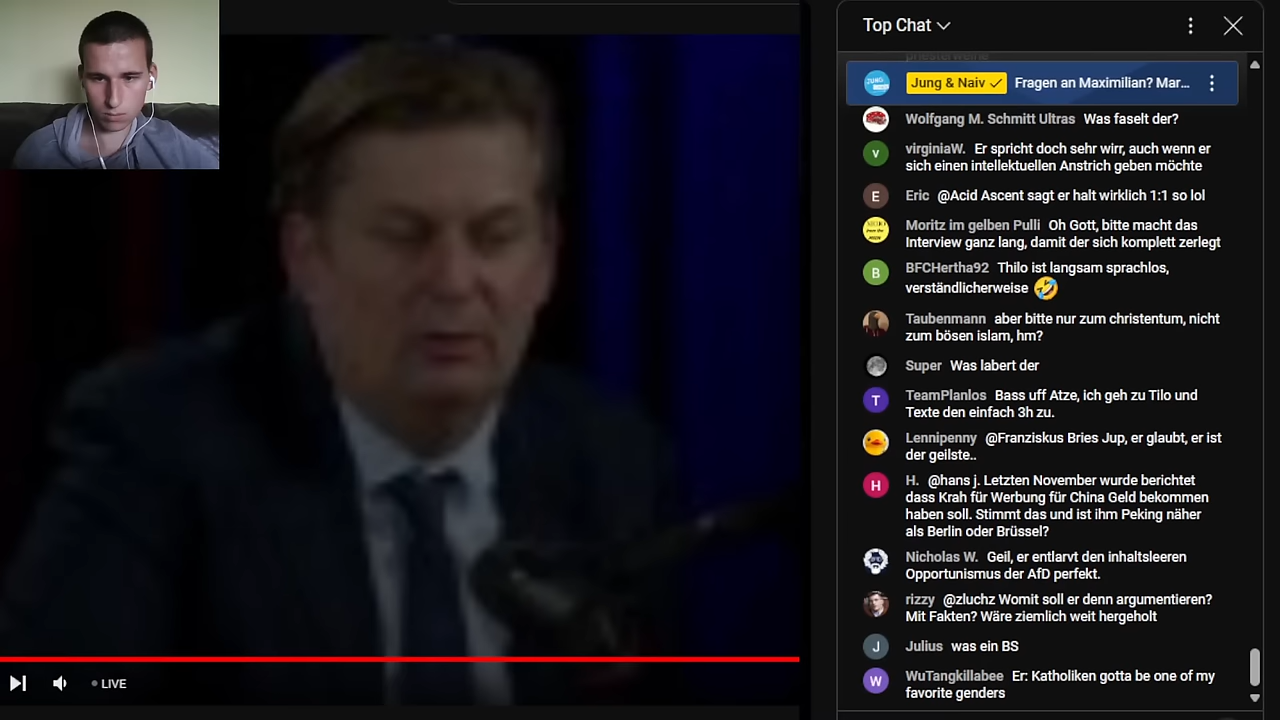 Top Chat
Jung & Naiv Fragen an Maximilian? Mar...
Wolfgang M. Schmitt Ultras Was faselt der?
virginiaW. Er spricht doch sehr wirr, auch wenn er
sich einen intellektuellen Anstrich geben möchte
Eric @Acid Ascent sagt er halt wirklich 1:1 so lol
Moritz im gelben Pulli Oh Gott, bitte macht das
Interview ganz lang, damit der sich komplett zerlegt
BFCHertha92 Thilo ist langsam sprachlos,
verständlicherweise 🤣
Taubenmann aber bitte nur zum christentum, nicht
zum bösen islam, hm?
Super Was labert der
TeamPlanlos Bass uff Atze, ich geh zu Tilo und
Texte den einfach 3h zu.
Lennipenny @Franziskus Bries Jup, er glaubt, er ist
der geilste..
H. @hans j. Letzten November wurde berichtet
dass Krah für Werbung für China Geld bekommen
haben soll. Stimmt das und ist ihm Peking näher
als Berlin oder Brüssel?
Nicholas W. Geil, er entlarvt den inhaltsleeren
Opportunismus der AfD perfekt.
rizzy @zluchz Womit soll er denn argumentieren?
Mit Fakten? Wäre ziemlich weit hergeholt
Julius was ein BS
WuTangkillabee Er: Katholiken gotta be one of my
favorite genders
LIVE